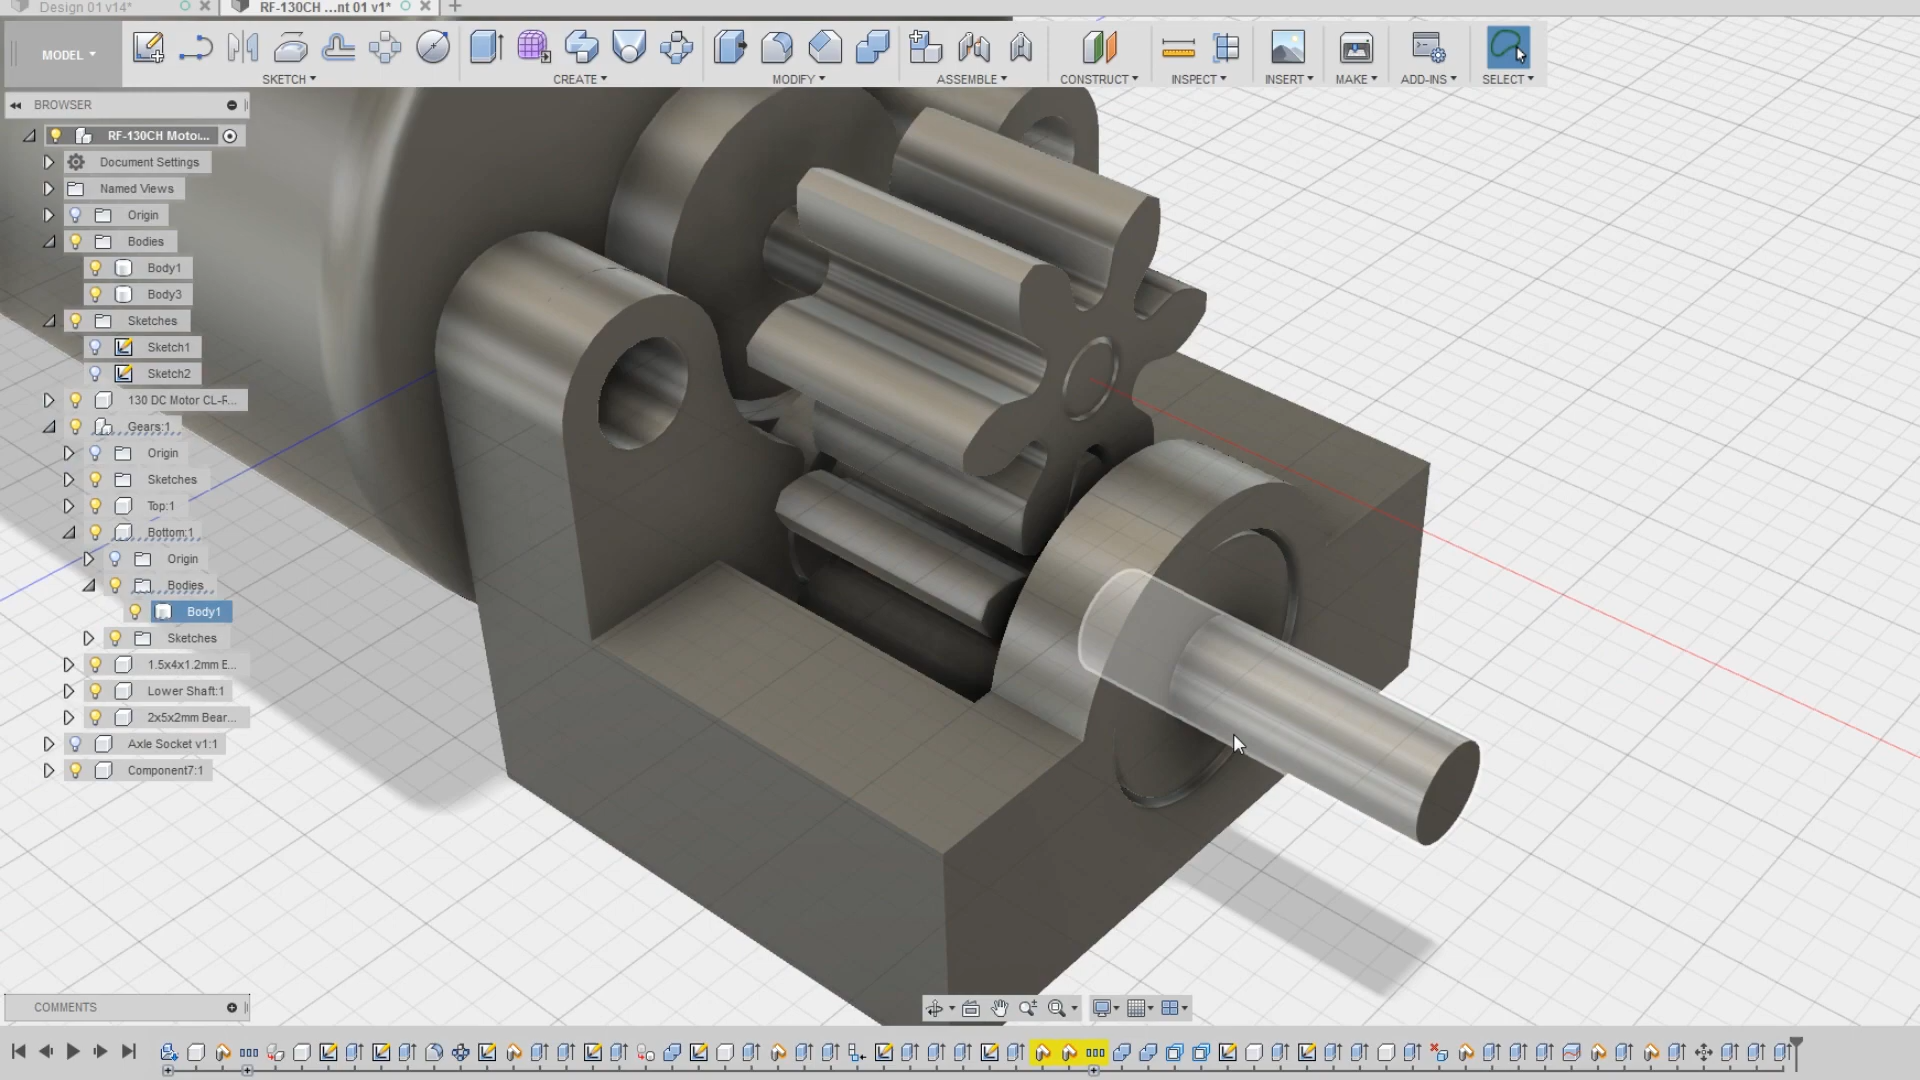 Design 01 v14*
RF-130CH ...nt 01 v1*
MODEL
SKETCH
CREATE
MODIFY
ASSEMBLE
CONSTRUCT
INSPECT
INSERT
MAKE
ADD-INS
SELECT
BROWSER
RF-130CH Moto...
Document Settings
Named Views
Origin
Bodies
Body1
Body3
Sketches
Sketch1
Sketch2
130 DC Motor CL-R...
Gears:1
Origin
Sketches
Top:1
Bottom:1
Origin
Bodies
Body1
Sketches
1.5x4x1.2mm B...
Lower Shaft:1
2x5x2mm Bear...
Axle Socket v1:1
Component7:1
COMMENTS